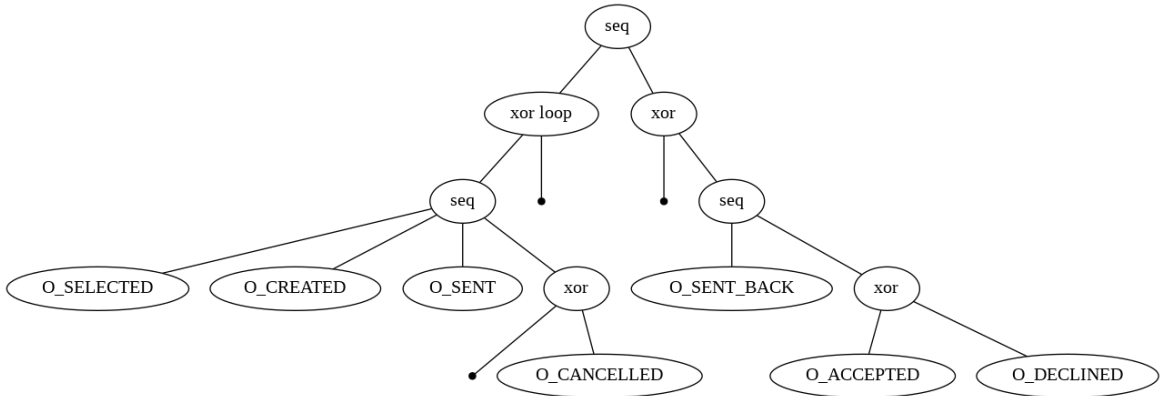 seq
xor loop
xor
seq
seq
O_SELECTED
O_CREATED
O_SENT
xor
O_SENT_BACK
xor
O_CANCELLED
O_ACCEPTED
O_DECLINED